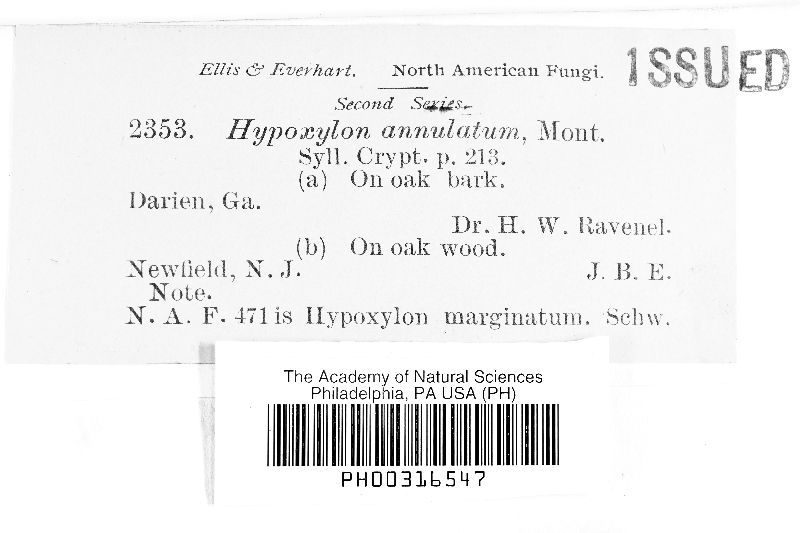 Ellis & Everhart. North American Fungi.
ISSUED
Second Series.
2353. Hypoxylon annulatum, Mont.
Syll. Crypt. p. 213.
(a) On oak bark.
Darien, Ga.
Dr. H. W. Ravenel.
(b) On oak wood.
Newfield, N. J. J. B. E.
Note.
N. A. F. 471 is Hypoxylon marginatum. Schw.
The Academy of Natural Sciences
Philadelphia, PA USA (PH)
PH00316547